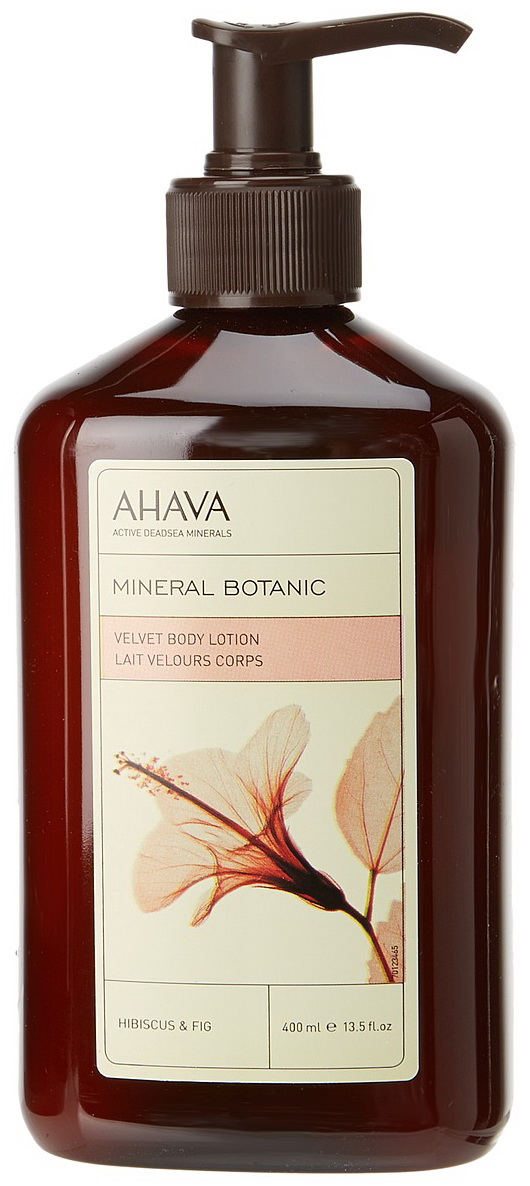 AHAVA
ACTIVE DEADSEA MINERALS
MINERAL BOTANIC
VELVET BODY LOTION
LAIT VELOURS CORPS
70123465
HIBISCUS & FIG
400 ml ℮ 13.5 fl.oz